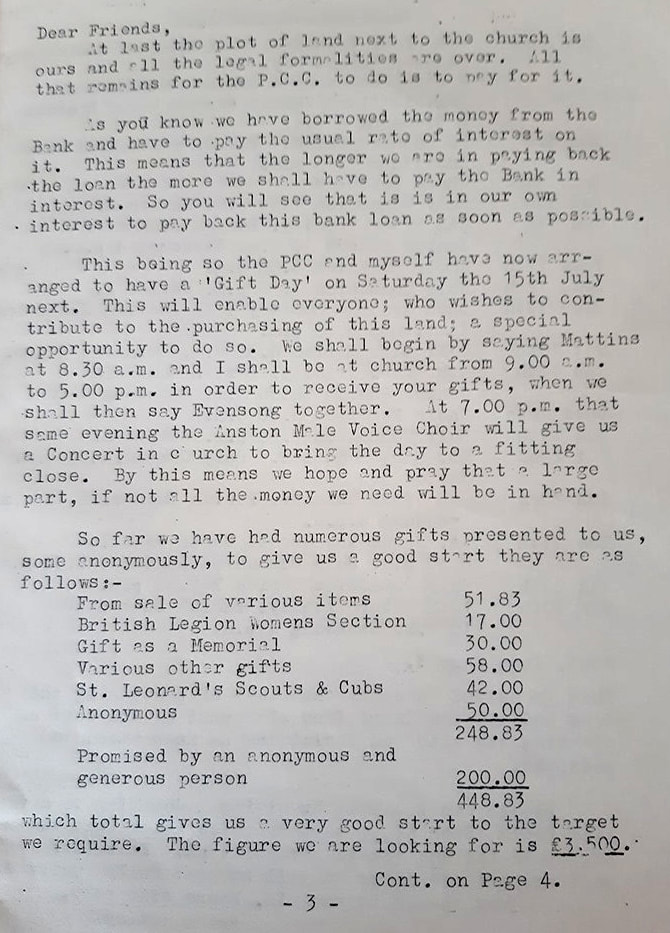 Dear Friends,
At last the plot of land next to the church is
ours and all the legal formalities are over. All
that remains for the P.C.C. to do is to pay for it.
As you know we have borrowed the money from the
Bank and have to pay the usual rate of interest on
it. This means that the longer we are in paying back
the loan the more we shall have to pay the Bank in
interest. So you will see that is is in our own
interest to pay back this bank loan as soon as possible.
This being so the PCC and myself have now arr-
anged to have a 'Gift Day' on Saturday the 15th July
next. This will enable everyone; who wishes to con-
tribute to the purchasing of this land; a special
opportunity to do so. We shall begin by saying Mattins
at 8.30 a.m. and I shall be at church from 9.00 a.m.
to 5.00 p.m. in order to receive your gifts, when we
shall then say Evensong together. At 7.00 p.m. that
same evening the Anston Male Voice Choir will give us
a Concert in c urch to bring the day to a fitting
close. By this means we hope and pray that a large
part, if not all the money we need will be in hand.
So far we have had numerous gifts presented to us,
some anonymously, to give us a good start they are as
follows:-
From sale of various items 51.83
British Legion Womens Section 17.00
Gift as a Memorial 30.00
Various other gifts 58.00
St. Leonard's Scouts & Cubs 42.00
Anonymous 50.00
248.83
Promised by an anonymous and
generous person 200.00
448.83
which total gives us a very good start to the target
we require. The figure we are looking for is £3.500.
Cont. on Page 4.
- 3 -